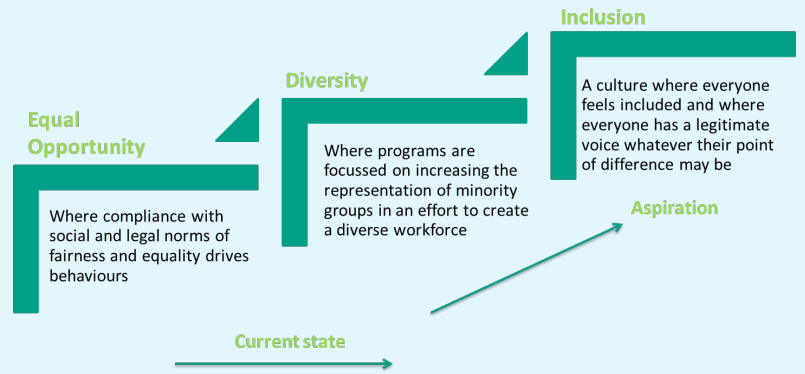 Equal
Opportunity
Where compliance with
social and legal norms of
fairness and equality drives
behaviours
Diversity
Where programs are
focussed on increasing the
representation of minority
groups in an effort to create
a diverse workforce
Inclusion
A culture where everyone
feels included and where
everyone has a legitimate
voice whatever their point
of difference may be
Aspiration
Current state